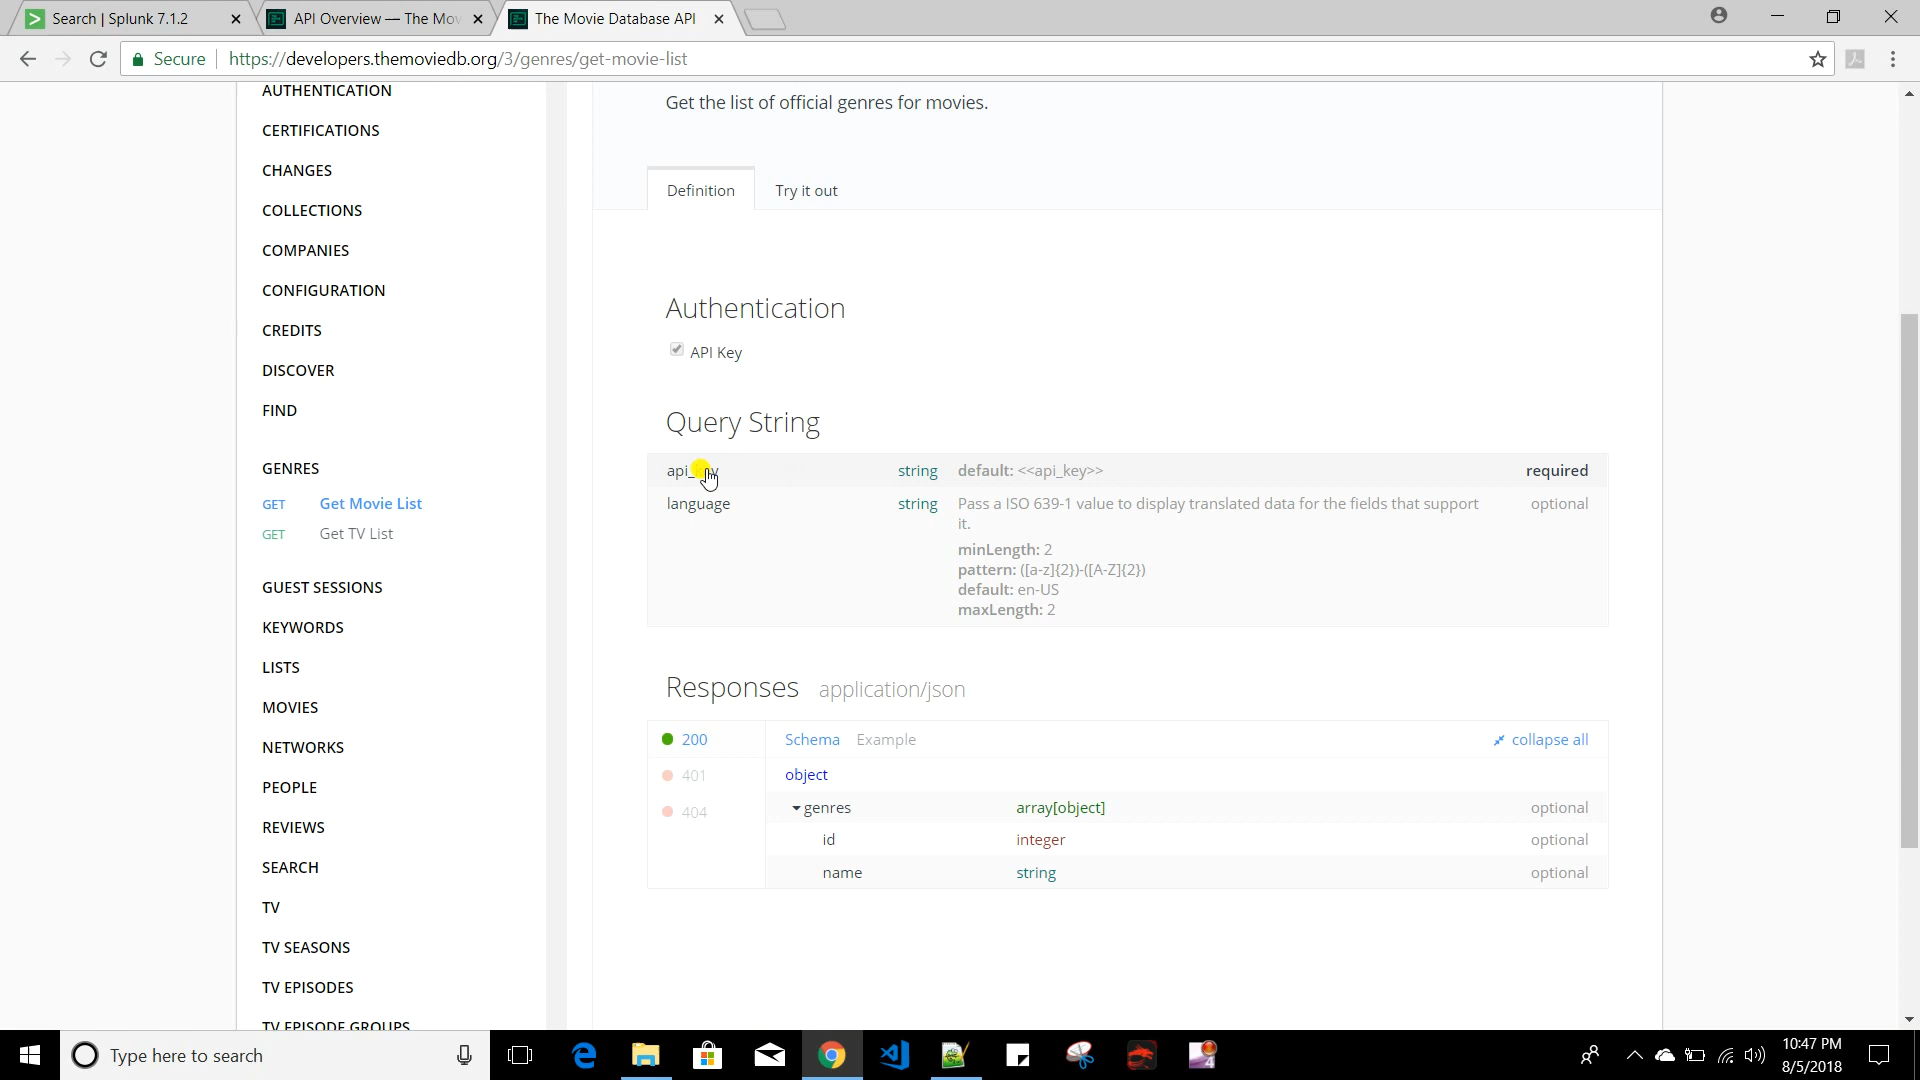 Search | Splunk 7.1.2
API Overview — The Mov
The Movie Database API
Secure
https://developers.themoviedb.org/3/genres/get-movie-list
AUTHENTICATION
CERTIFICATIONS
CHANGES
COLLECTIONS
COMPANIES
CONFIGURATION
CREDITS
DISCOVER
FIND
GENRES
GET Get Movie List
GET Get TV List
GUEST SESSIONS
KEYWORDS
LISTS
MOVIES
NETWORKS
PEOPLE
REVIEWS
SEARCH
TV
TV SEASONS
TV EPISODES
TV EPISODE GROUPS
Get the list of official genres for movies.
Definition Try it out
Authentication
API Key
Query String
api_key string default: <<api_key>> required
language string Pass a ISO 639-1 value to display translated data for the fields that support optional
it.
minLength: 2
pattern: ([a-z]{2})-([A-Z]{2})
default: en-US
maxLength: 2
Responses application/json
200 Schema Example collapse all
401 object
genres array[object] optional
404
id integer optional
name string optional
Type here to search
10:47 PM
8/5/2018